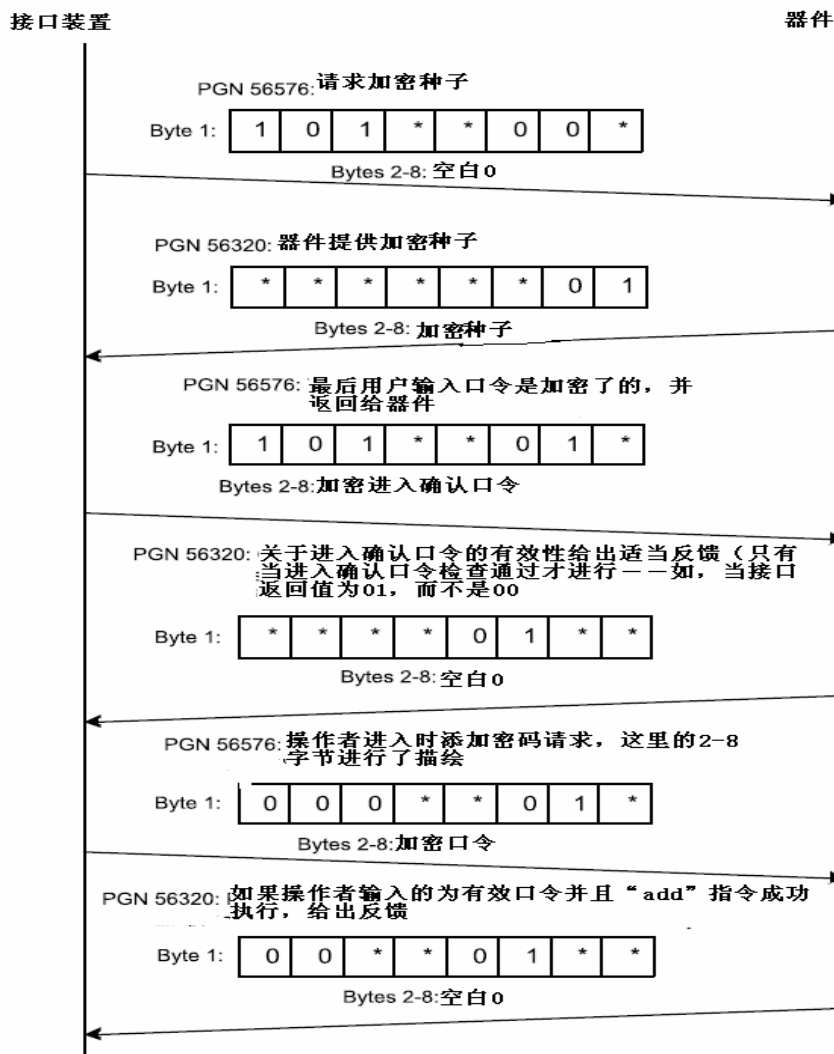 接口装置
器件
PGN 56576: 请求加密种子
Byte 1: 1 0 1 * * 0 0 *
Bytes 2-8: 空白0
PGN 56320: 器件提供加密种子
Byte 1: * * * * * * 0 1
Bytes 2-8: 加密种子
PGN 56576: 最后用户输入口令是加密了的，并
返回给器件
Byte 1: 1 0 1 * * 0 1 *
Bytes 2-8:加密进入确认口令
PGN 56320: 关于进入确认口令的有效性给出适当反馈（只有
当进入确认口令检查通过才进行－－如，当接口
返回值为01，而不是00
Byte 1: * * * * 0 1 * *
Bytes 2-8:空白0
PGN 56576: 操作者进入时添加密码请求，这里的2-8
字节进行了描绘
Byte 1: 0 0 0 * * 0 1 *
Bytes 2-8:加密口令
PGN 56320: 如果操作者输入的为有效口令并且“add”指令成功
执行，给出反馈
Byte 1: 0 0 * * 0 1 * *
Bytes 2-8:空白0